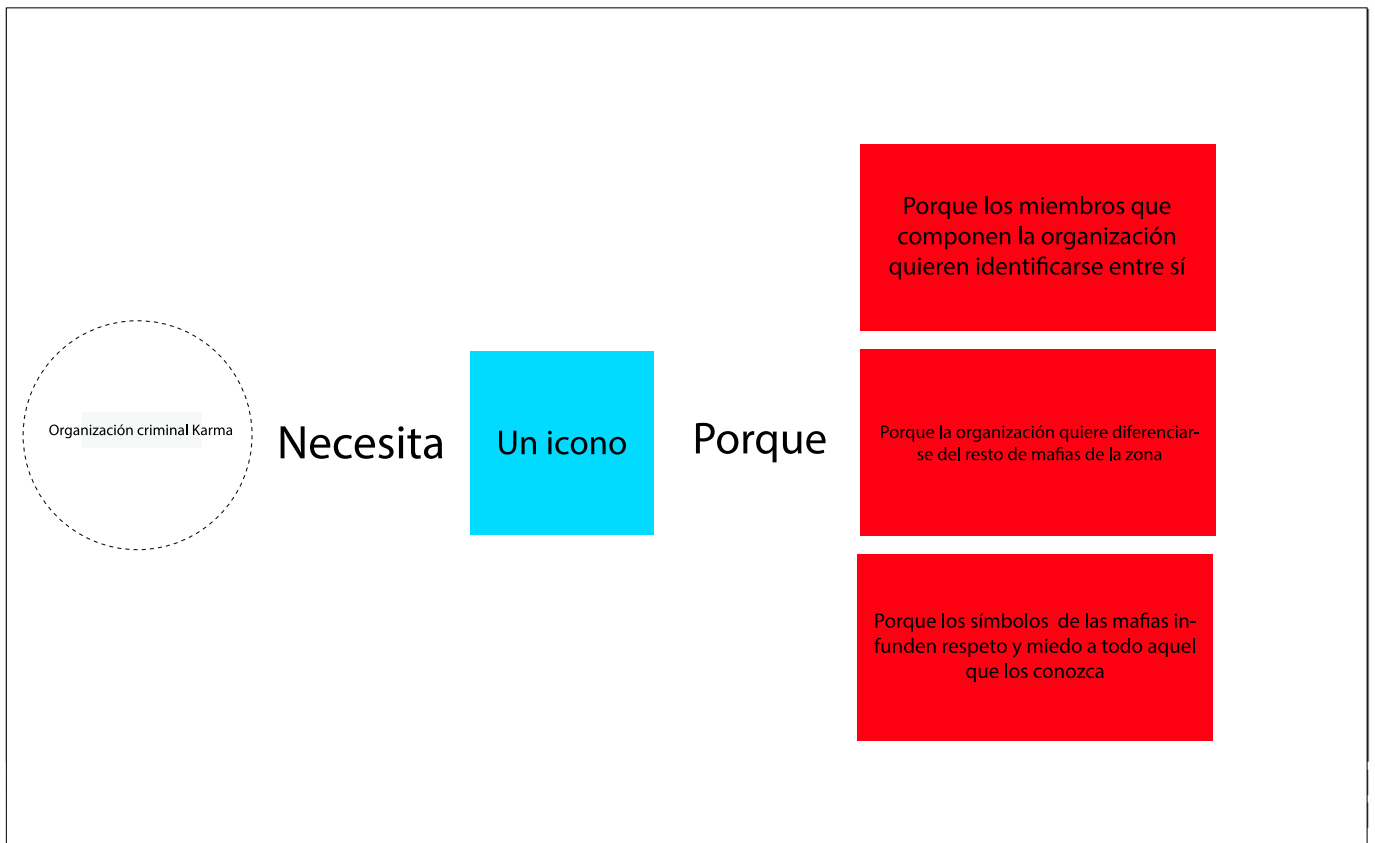 Organización criminal Karma
Necesita
Un icono
Porque
Porque los miembros que
componen la organización
quieren identificarse entre sí
Porque la organización quiere diferenciar-
se del resto de mafias de la zona
Porque los símbolos  de las mafias in-
funden respeto y miedo a todo aquel
que los conozca